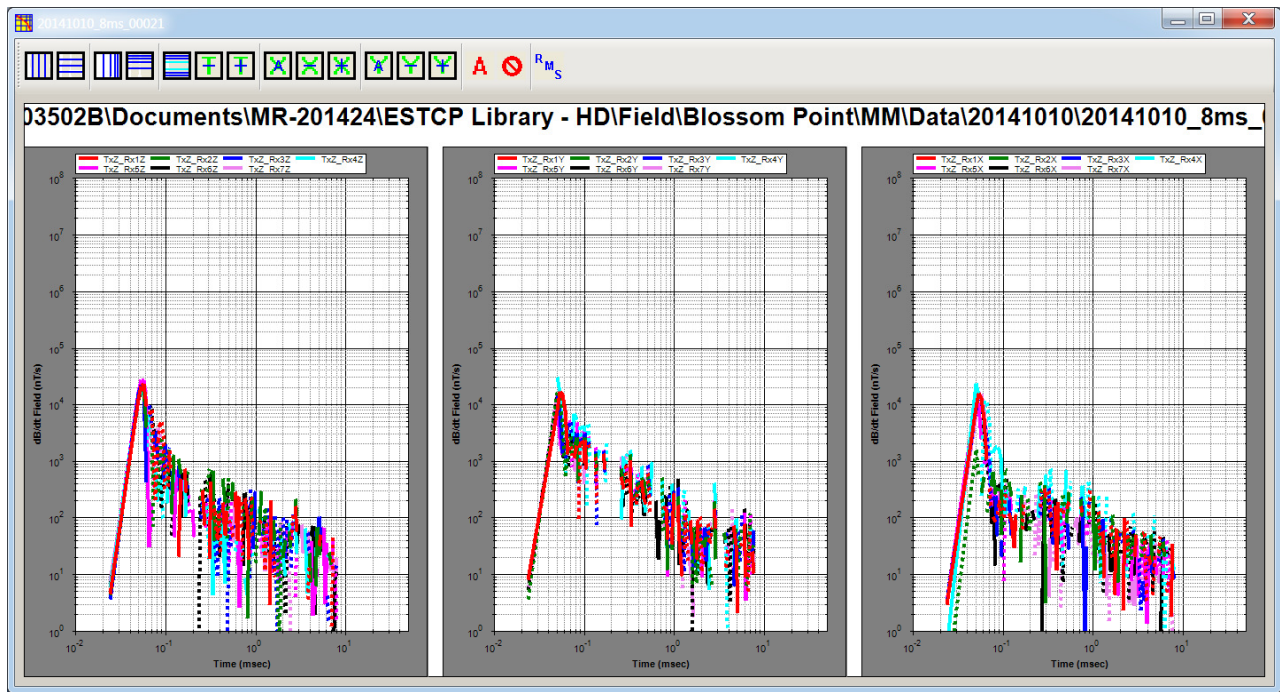 20141010_8ms_00021
A A A RMS
03502B\Documents\MR-201424\ESTCP Library - HD\Field\Blossom Point\MM\Data\20141010\20141010_8ms_
TxZ_Rx1Z TxZ_Rx2Z TxZ_Rx3Z TxZ_Rx4Z
TxZ_Rx5Z TxZ_Rx6Z TxZ_Rx7Z
10^8
10^7
10^6
10^5
10^4
10^3
10^2
10^1
10^0
dB/dt Field (nT/s)
10^-2 10^-1 10^0 10^1
Time (msec)
TxZ_Rx1Y TxZ_Rx2Y TxZ_Rx3Y TxZ_Rx4Y
TxZ_Rx5Y TxZ_Rx6Y TxZ_Rx7Y
10^8
10^7
10^6
10^5
10^4
10^3
10^2
10^1
10^0
dB/dt Field (nT/s)
10^-2 10^-1 10^0 10^1
Time (msec)
TxZ_Rx1X TxZ_Rx2X TxZ_Rx3X TxZ_Rx4X
TxZ_Rx5X TxZ_Rx6X TxZ_Rx7X
10^8
10^7
10^6
10^5
10^4
10^3
10^2
10^1
10^0
dB/dt Field (nT/s)
10^-2 10^-1 10^0 10^1
Time (msec)